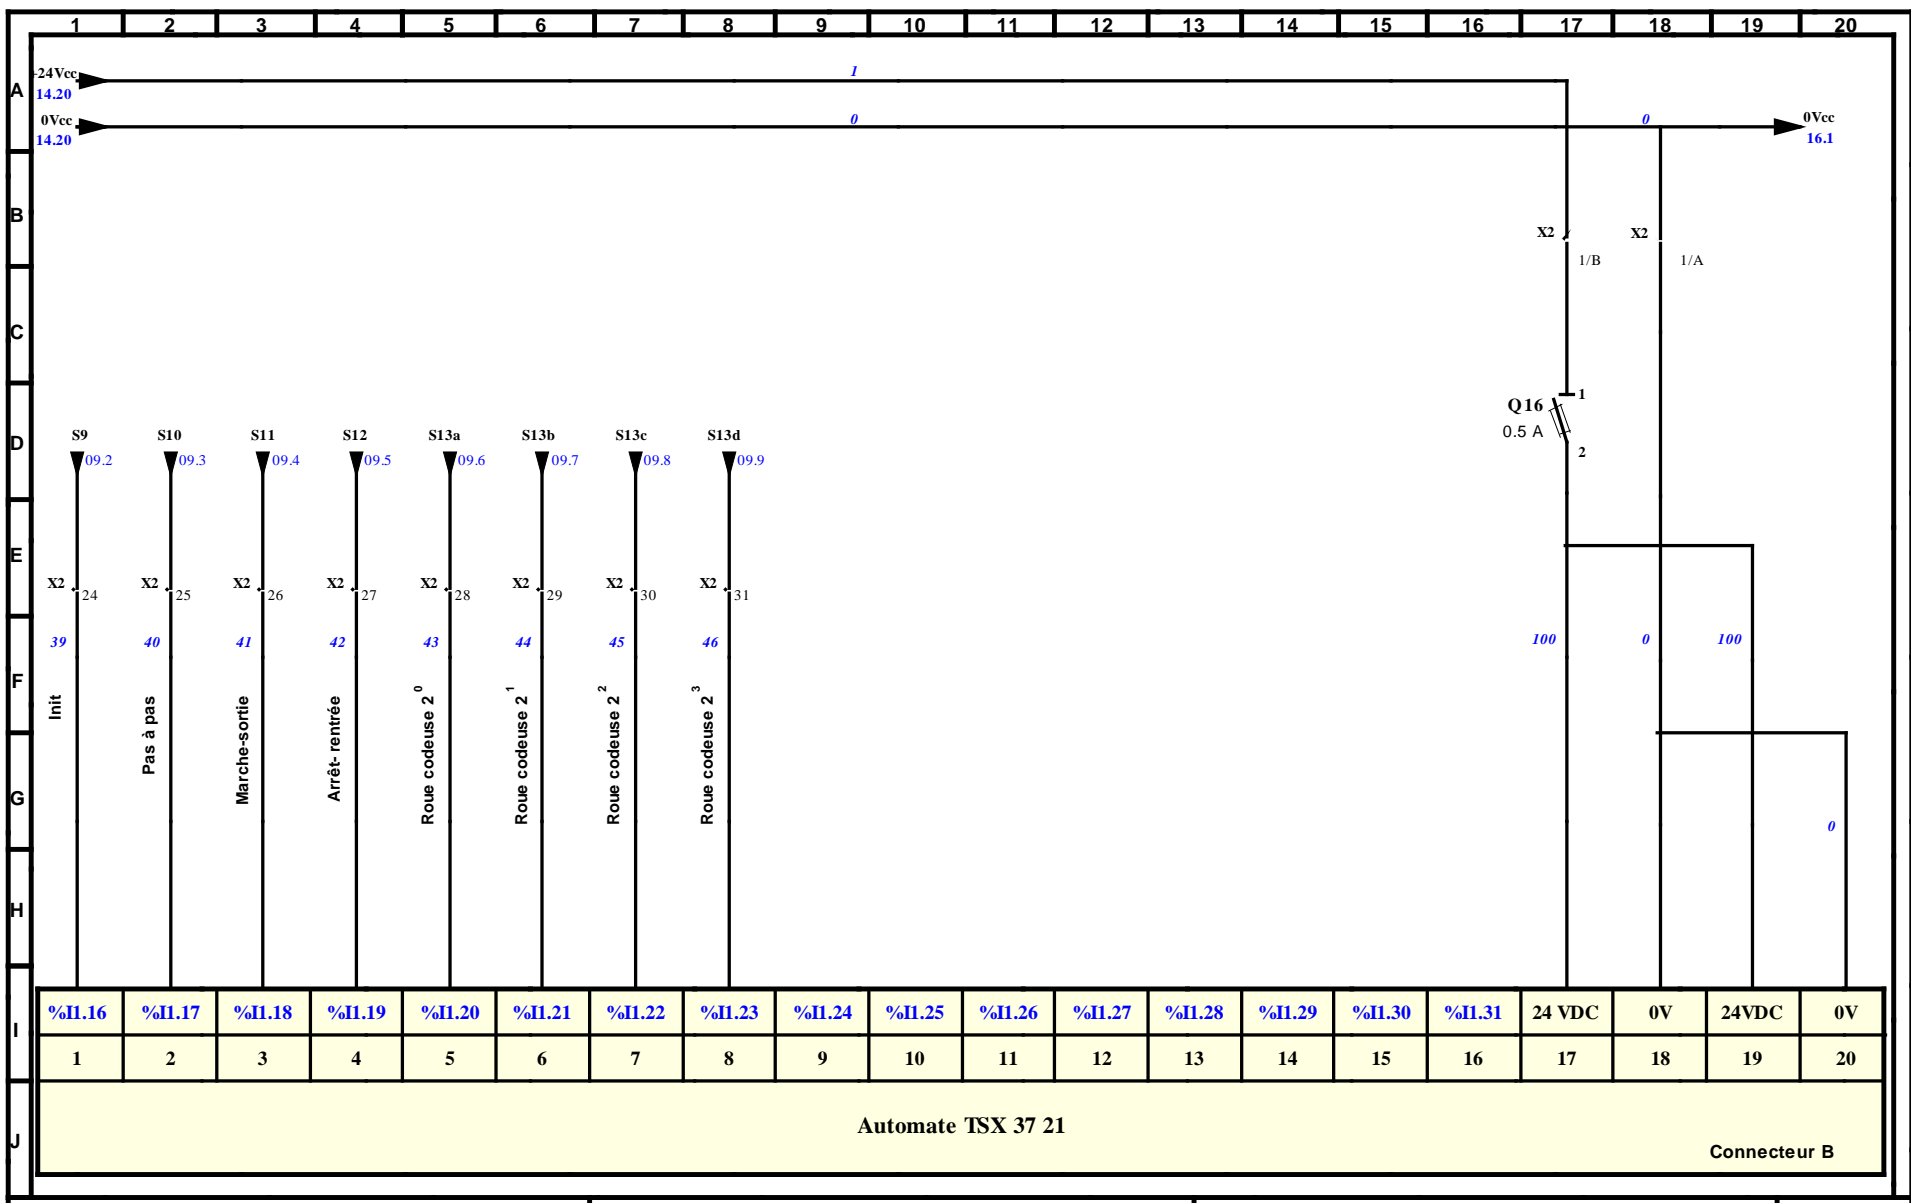 1 2 3 4 5 6 7 8 9 10 11 12 13 14 15 16 17 18 19 20
A
-24Vcc 1
14.20
0Vcc 0 0 0Vcc
14.20 16.1
B
X2 X2
1/B 1/A
C
1
Q16
0.5 A
2
D
S9 S10 S11 S12 S13a S13b S13c S13d
09.2 09.3 09.4 09.5 09.6 09.7 09.8 09.9
E
X2 X2 X2 X2 X2 X2 X2 X2
24 25 26 27 28 29 30 31
39 40 41 42 43 44 45 46 100 0 100
F
Init
Pas à pas
Marche-sortie
Arrêt- rentrée
Roue codeuse 2 0
Roue codeuse 2 1
Roue codeuse 2 2
Roue codeuse 2 3
G
0
H
I
%I1.16 %I1.17 %I1.18 %I1.19 %I1.20 %I1.21 %I1.22 %I1.23 %I1.24 %I1.25 %I1.26 %I1.27 %I1.28 %I1.29 %I1.30 %I1.31 24 VDC 0V 24VDC 0V
1 2 3 4 5 6 7 8 9 10 11 12 13 14 15 16 17 18 19 20
J
Automate TSX 37 21
Connecteur B